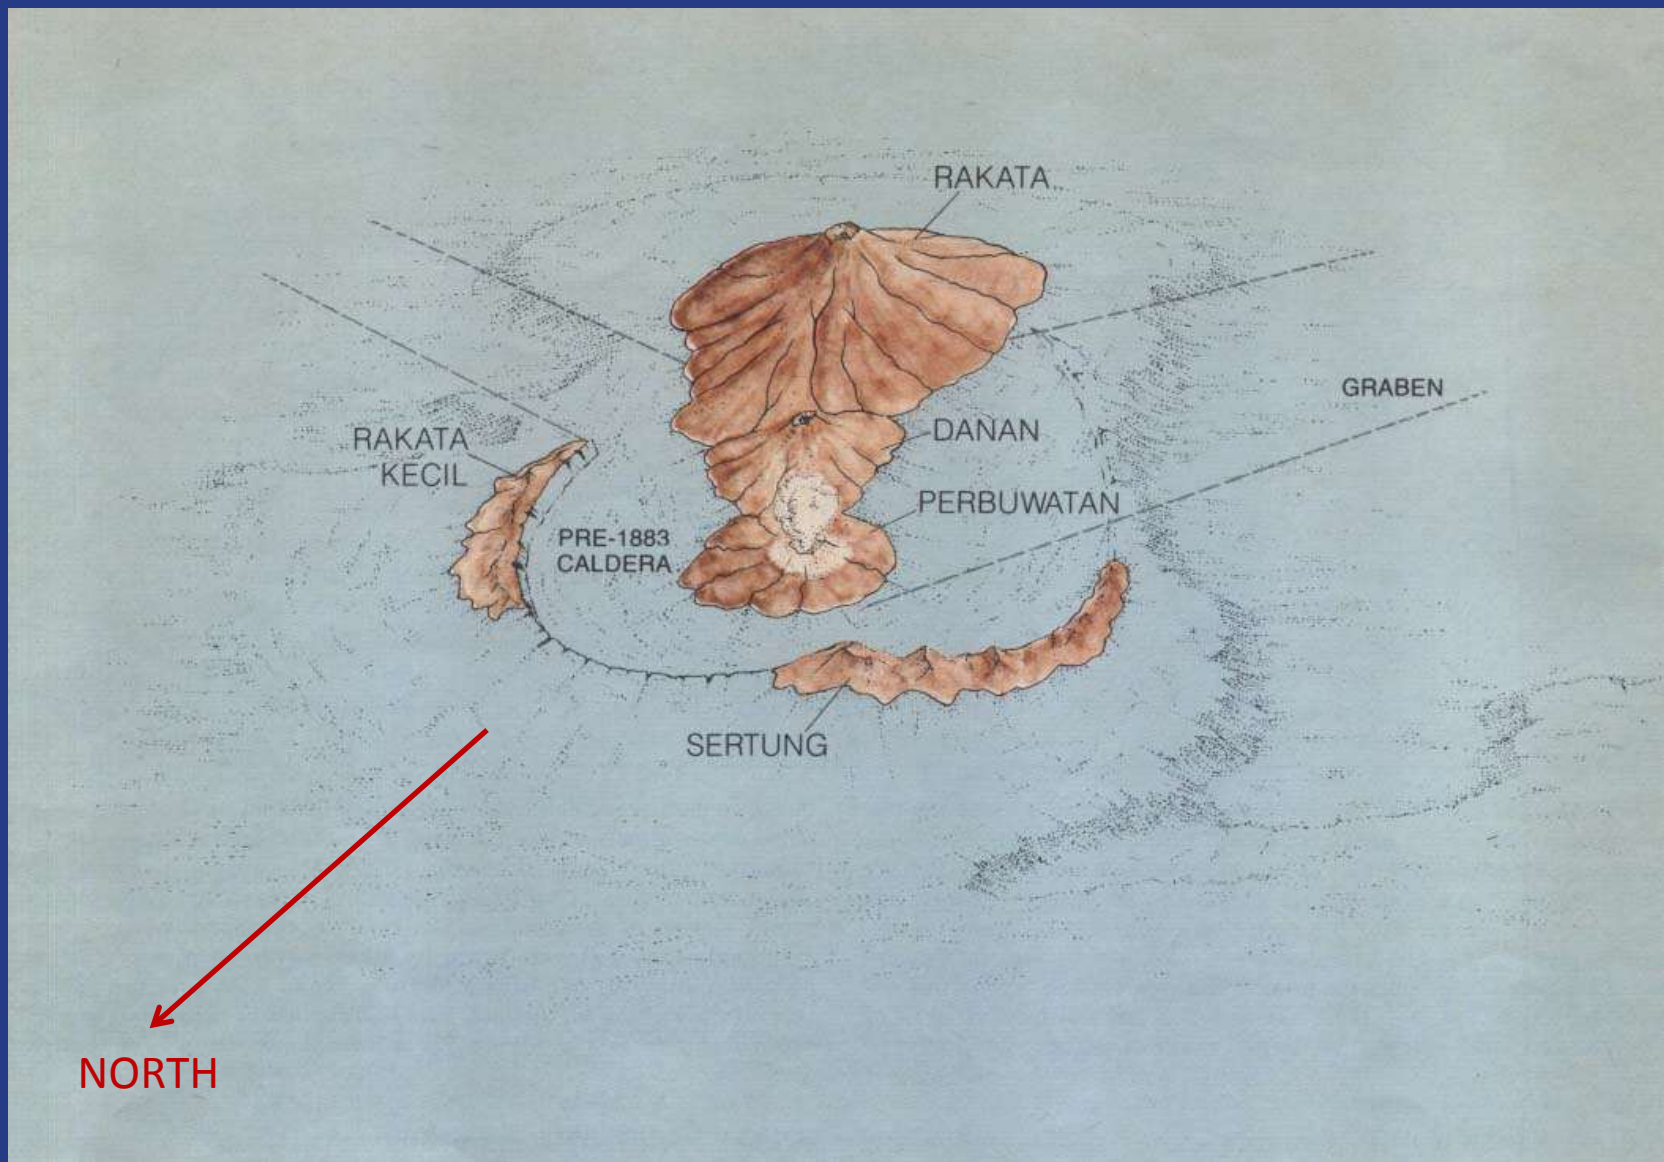 RAKATA
GRABEN
RAKATA
KECIL
DANAN
PERBUWATAN
PRE-1883
CALDERA
SERTUNG
NORTH